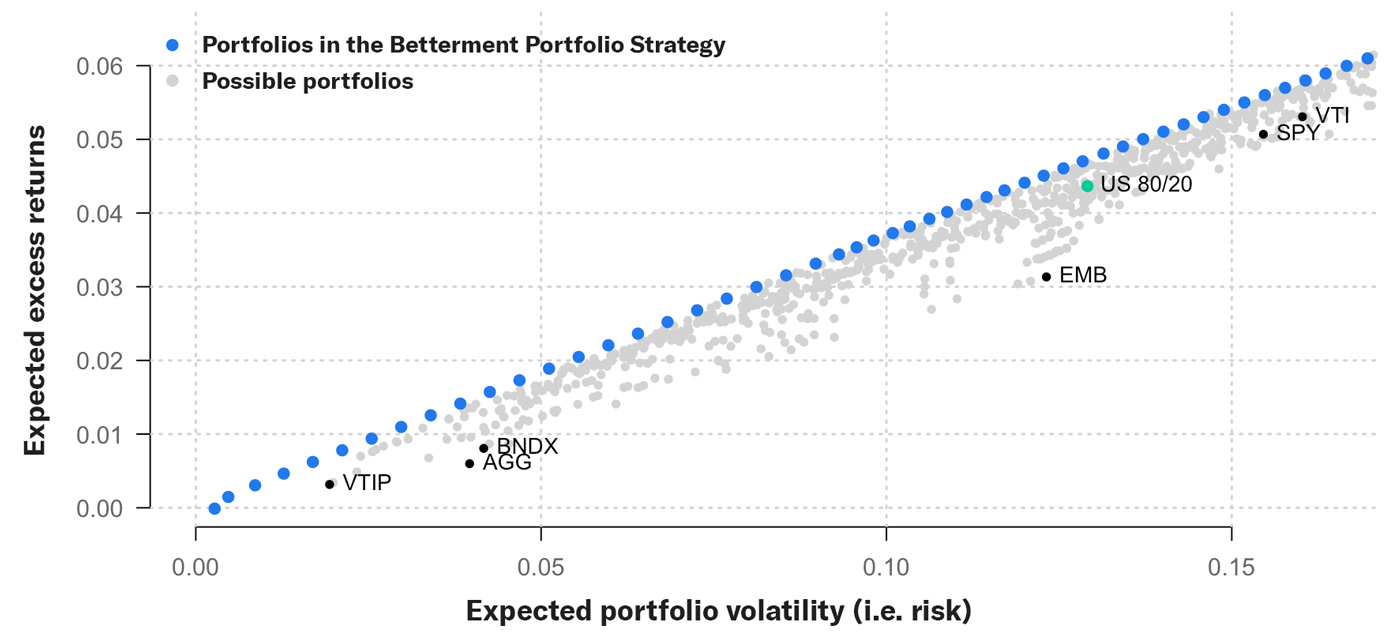 Portfolios in the Betterment Portfolio Strategy
Possible portfolios
Expected excess returns
0.06
0.05
0.04
0.03
0.02
0.01
0.00
VTI
SPY
US 80/20
EMB
BNDX
AGG
VTIP
0.00 0.05 0.10 0.15
Expected portfolio volatility (i.e. risk)